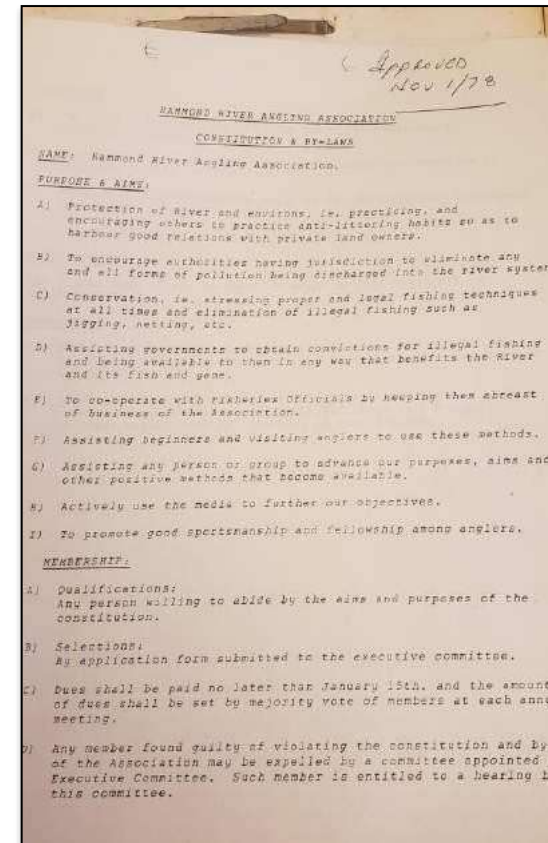 Approved
Nov 1/78
HAMMOND RIVER ANGLING ASSOCIATION
CONSTITUTION & BY-LAWS
NAME: Hammond River Angling Association.
PURPOSE & AIMS:
A) Protection of River and environs, ie. practicing, and
encouraging others to practice anti-littering habits so as to
harbour good relations with private land owners.
B) To encourage authorities having jurisdiction to eliminate any
and all forms of pollution being discharged into the river system
C) Conservation, ie. stressing proper and legal fishing techniques
at all times and elimination of illegal fishing such as
jigging, netting, etc.
D) Assisting governments to obtain convictions for illegal fishing
and being available to them in any way that benefits the River
and its fish and game.
E) To co-operate with Fisheries Officials by keeping them abreast
of business of the Association.
F) Assisting beginners and visiting anglers to use these methods.
G) Assisting any person or group to advance our purposes, aims and
other positive methods that become available.
H) Actively use the media to further our objectives.
I) To promote good sportsmanship and fellowship among anglers.
MEMBERSHIP:
A) Qualifications:
Any person willing to abide by the aims and purposes of the
constitution.
B) Selections:
By application form submitted to the executive committee.
C) Dues shall be paid no later than January 15th. and the amount
of dues shall be set by majority vote of members at each annu
meeting.
D) Any member found guilty of violating the constitution and by
of the Association may be expelled by a committee appointed
Executive Committee. Such member is entitled to a hearing b
this committee.